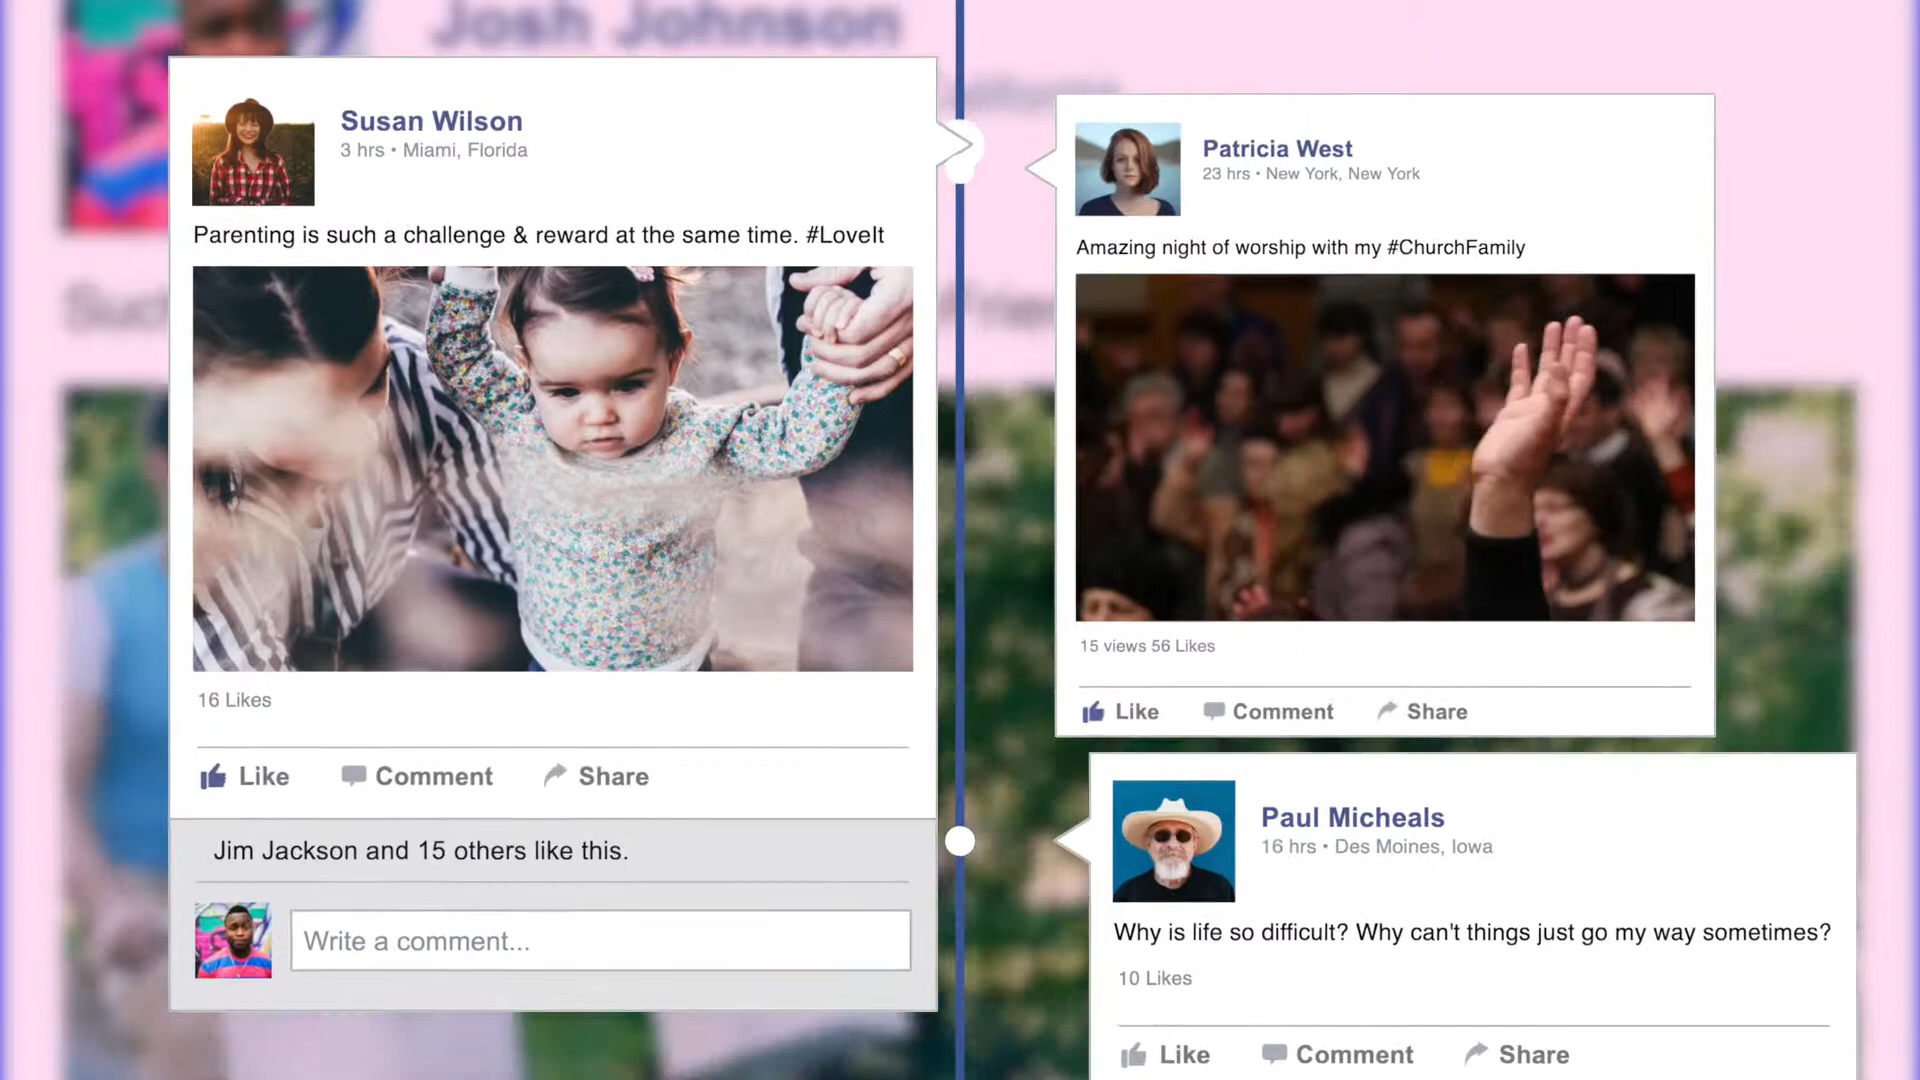 Josh Johnson
Susan Wilson
3 hrs • Miami, Florida
Parenting is such a challenge & reward at the same time. #LoveIt
16 Likes
Like Comment Share
Jim Jackson and 15 others like this.
Write a comment...
Patricia West
23 hrs • New York, New York
Amazing night of worship with my #ChurchFamily
15 views 56 Likes
Like Comment Share
Paul Micheals
16 hrs • Des Moines, Iowa
Why is life so difficult? Why can't things just go my way sometimes?
10 Likes
Like Comment Share